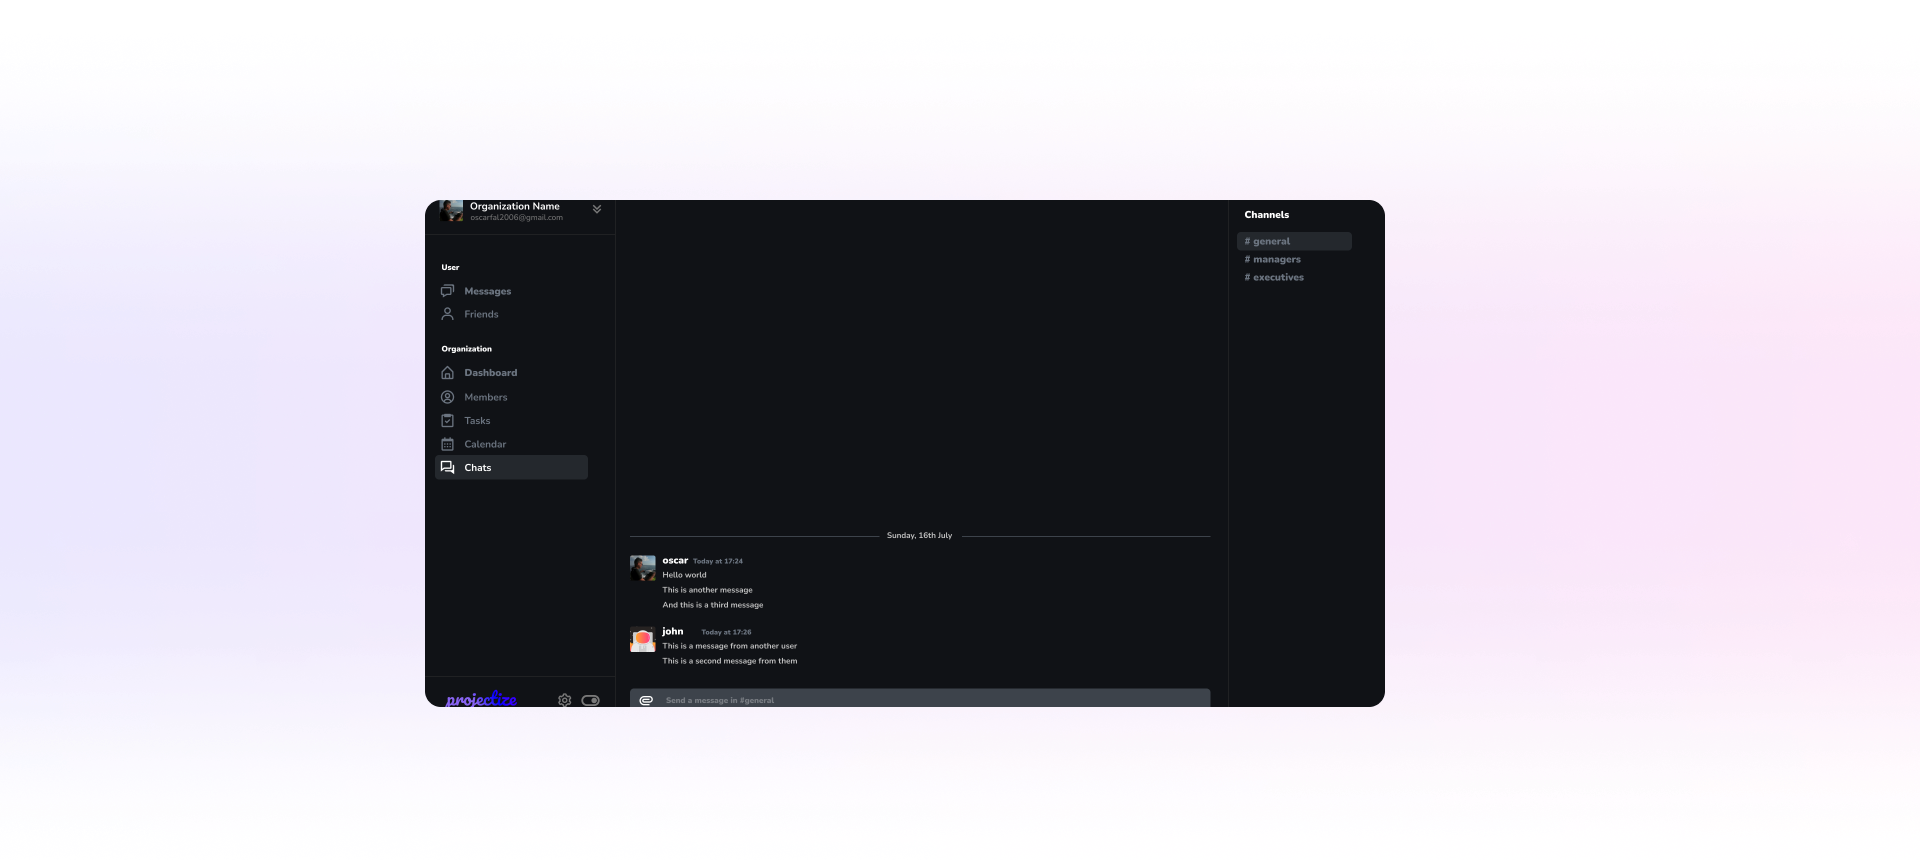 Organization Name
oscarfal2006@gmail.com
User
Messages
Friends
Organization
Dashboard
Members
Tasks
Calendar
Chats
projectize
Sunday, 16th July
oscar Today at 17:24
Hello world
This is another message
And this is a third message
john Today at 17:26
This is a message from another user
This is a second message from them
Send a message in #general
Channels
# general
# managers
# executives